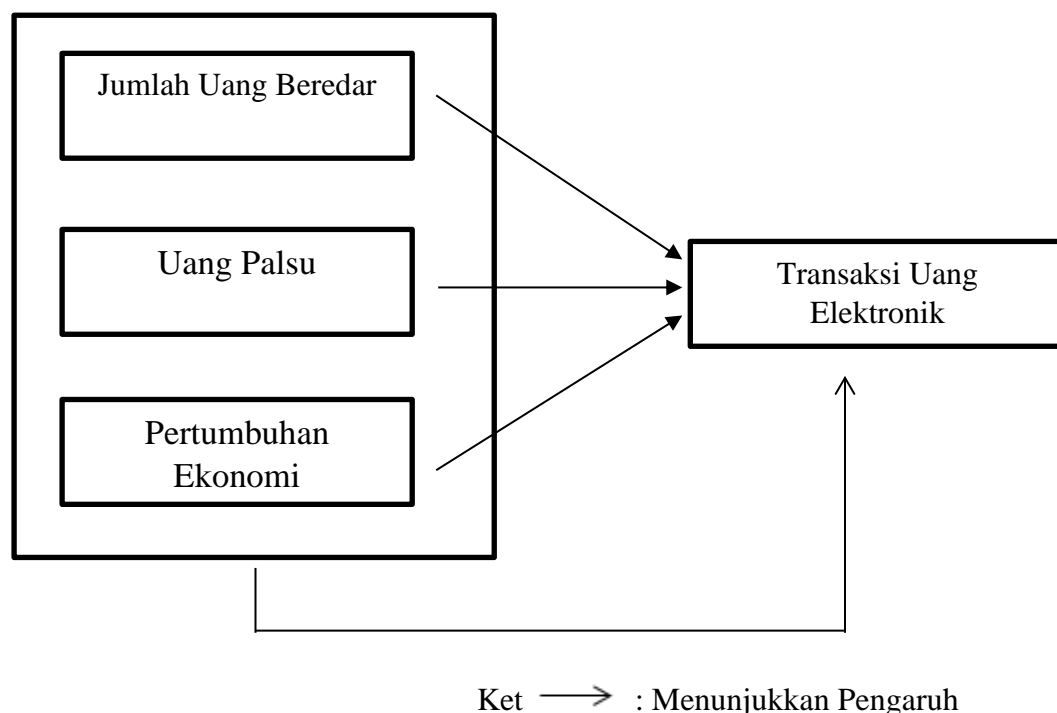 Jumlah Uang Beredar
Uang Palsu
Pertumbuhan
Ekonomi
Transaksi Uang
Elektronik
Ket : Menunjukkan Pengaruh